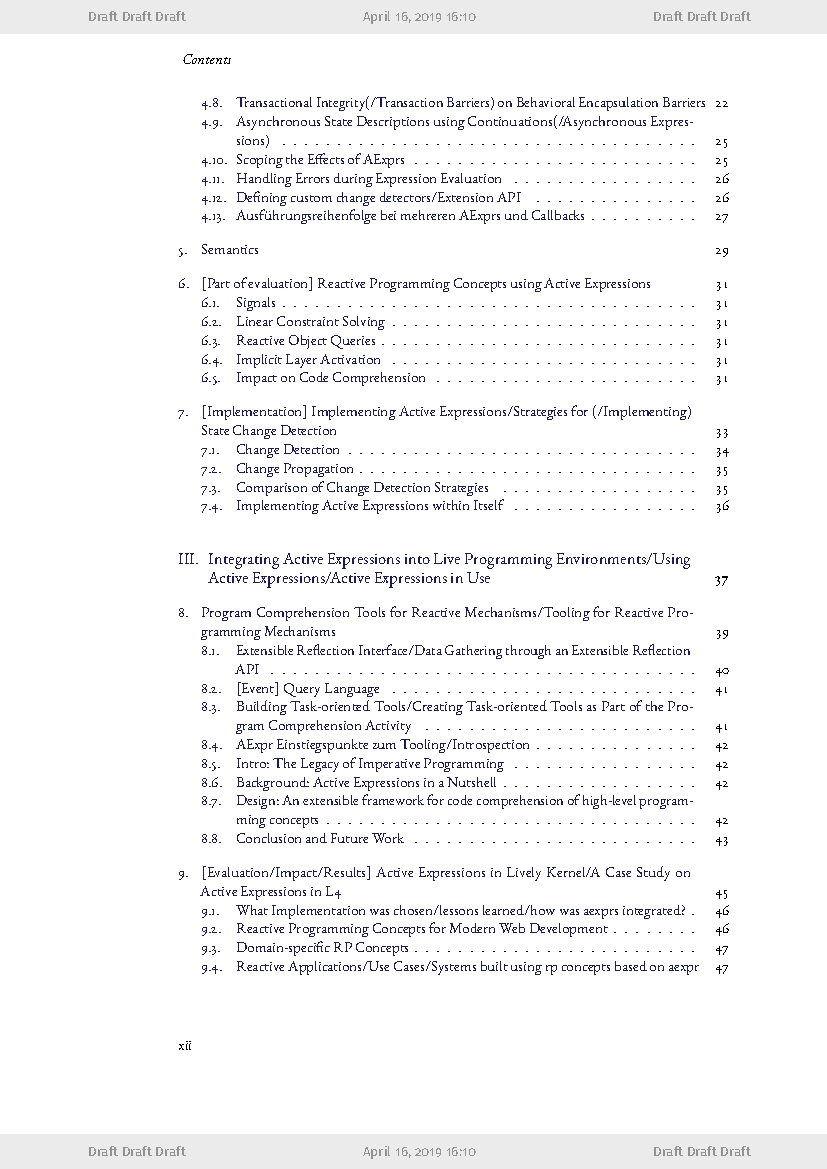 Draft Draft Draft April 16, 2019 16:10 Draft Draft Draft
Contents
4.8. Transactional Integrity(/Transaction Barriers) on Behavioral Encapsulation Barriers 22
4.9. Asynchronous State Descriptions using Continuations(/Asynchronous Expres-
sions) . . . . . . . . . . . . . . . . . . . . . . . . . . . . . . . . . . . . . . 25
4.10. Scoping the Effects of AExprs . . . . . . . . . . . . . . . . . . . . . . . . . . 25
4.11. Handling Errors during Expression Evaluation . . . . . . . . . . . . . . . . . 26
4.12. Defining custom change detectors/Extension API . . . . . . . . . . . . . . . 26
4.13. Ausführungsreihenfolge bei mehreren AExprs und Callbacks . . . . . . . . . . 27
5. Semantics 29
6. [Part of evaluation] Reactive Programming Concepts using Active Expressions 31
6.1. Signals . . . . . . . . . . . . . . . . . . . . . . . . . . . . . . . . . . . . . . 31
6.2. Linear Constraint Solving . . . . . . . . . . . . . . . . . . . . . . . . . . . . 31
6.3. Reactive Object Queries . . . . . . . . . . . . . . . . . . . . . . . . . . . . . 31
6.4. Implicit Layer Activation . . . . . . . . . . . . . . . . . . . . . . . . . . . . 31
6.5. Impact on Code Comprehension . . . . . . . . . . . . . . . . . . . . . . . . 31
7. [Implementation] Implementing Active Expressions/Strategies for (/Implementing)
State Change Detection 33
7.1. Change Detection . . . . . . . . . . . . . . . . . . . . . . . . . . . . . . . . 34
7.2. Change Propagation . . . . . . . . . . . . . . . . . . . . . . . . . . . . . . . 35
7.3. Comparison of Change Detection Strategies . . . . . . . . . . . . . . . . . . 35
7.4. Implementing Active Expressions within Itself . . . . . . . . . . . . . . . . . 36
III. Integrating Active Expressions into Live Programming Environments/Using
Active Expressions/Active Expressions in Use 37
8. Program Comprehension Tools for Reactive Mechanisms/Tooling for Reactive Pro-
gramming Mechanisms 39
8.1. Extensible Reflection Interface/Data Gathering through an Extensible Reflection
API . . . . . . . . . . . . . . . . . . . . . . . . . . . . . . . . . . . . . . . 40
8.2. [Event] Query Language . . . . . . . . . . . . . . . . . . . . . . . . . . . . 41
8.3. Building Task-oriented Tools/Creating Task-oriented Tools as Part of the Pro-
gram Comprehension Activity . . . . . . . . . . . . . . . . . . . . . . . . . 41
8.4. AExpr Einstiegspunkte zum Tooling/Introspection . . . . . . . . . . . . . . . 42
8.5. Intro: The Legacy of Imperative Programming . . . . . . . . . . . . . . . . . 42
8.6. Background: Active Expressions in a Nutshell . . . . . . . . . . . . . . . . . . 42
8.7. Design: An extensible framework for code comprehension of high-level program-
ming concepts . . . . . . . . . . . . . . . . . . . . . . . . . . . . . . . . . . 42
8.8. Conclusion and Future Work . . . . . . . . . . . . . . . . . . . . . . . . . . 43
9. [Evaluation/Impact/Results] Active Expressions in Lively Kernel/A Case Study on
Active Expressions in L4 45
9.1. What Implementation was chosen/lessons learned/how was aexprs integrated? . 46
9.2. Reactive Programming Concepts for Modern Web Development . . . . . . . . 46
9.3. Domain-specific RP Concepts . . . . . . . . . . . . . . . . . . . . . . . . . . 47
9.4. Reactive Applications/Use Cases/Systems built using rp concepts based on aexpr 47
xii
Draft Draft Draft April 16, 2019 16:10 Draft Draft Draft